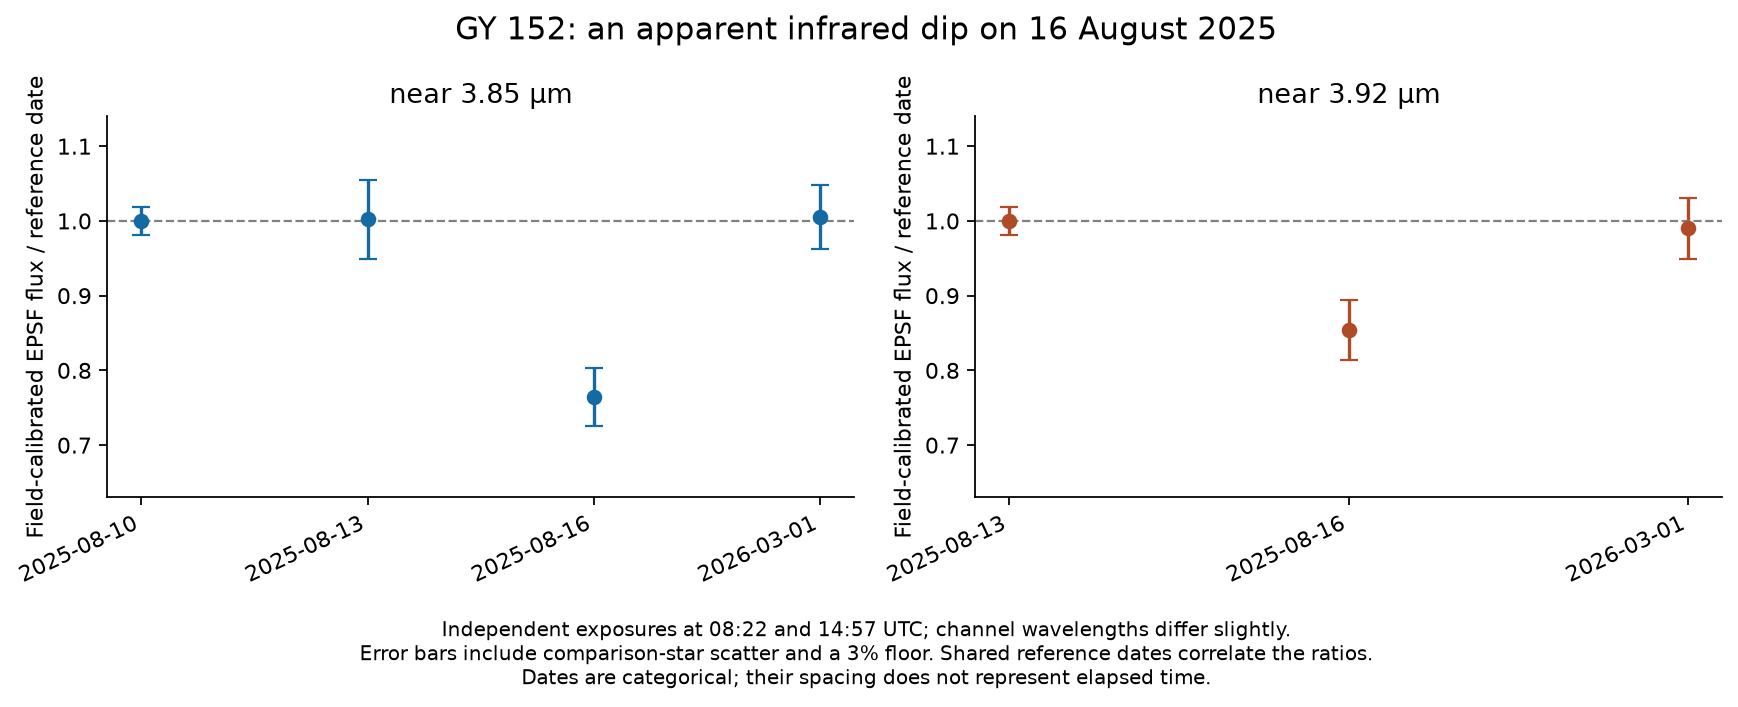 GY 152: an apparent infrared dip on 16 August 2025
near 3.85 µm
Field-calibrated EPSF flux / reference date
1.1
1.0
0.9
0.8
0.7
2025-08-10
2025-08-13
2025-08-16
2026-03-01
near 3.92 µm
Field-calibrated EPSF flux / reference date
1.1
1.0
0.9
0.8
0.7
2025-08-13
2025-08-16
2026-03-01
Independent exposures at 08:22 and 14:57 UTC; channel wavelengths differ slightly.
Error bars include comparison-star scatter and a 3% floor. Shared reference dates correlate the ratios.
Dates are categorical; their spacing does not represent elapsed time.